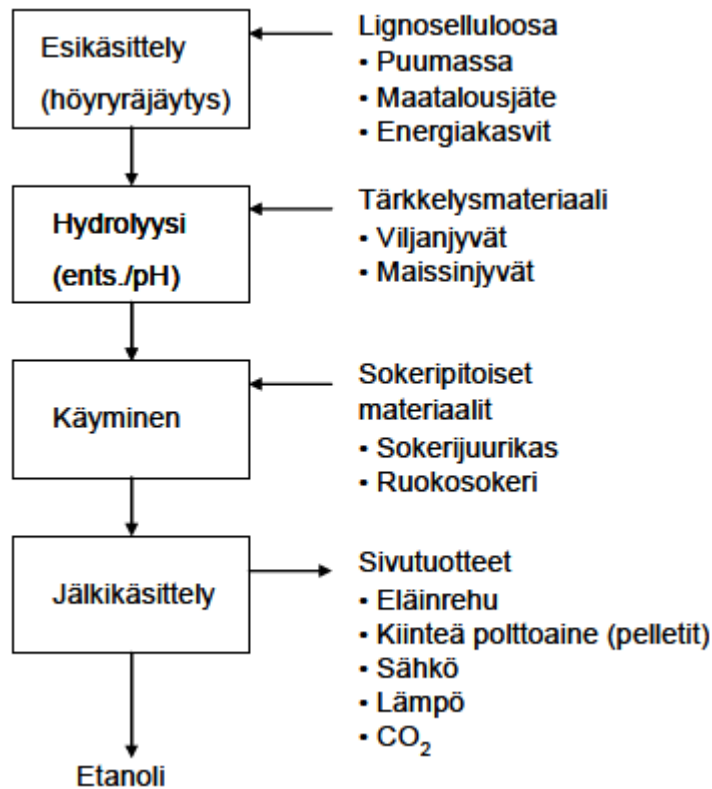 Esikäsittely
(höyryräjäytys)
Lignoselluloosa
• Puumassa
• Maatalousjäte
• Energiakasvit
Hydrolyysi
(ents./pH)
Tärkkelysmateriaali
• Viljanjyvät
• Maissinjyvät
Käyminen
Sokeripitoiset
materiaalit
• Sokerijuurikas
• Ruokosokeri
Jälkikäsittely
Sivutuotteet
• Eläinrehu
• Kiinteä polttoaine (pelletit)
• Sähkö
• Lämpö
• CO₂
Etanoli